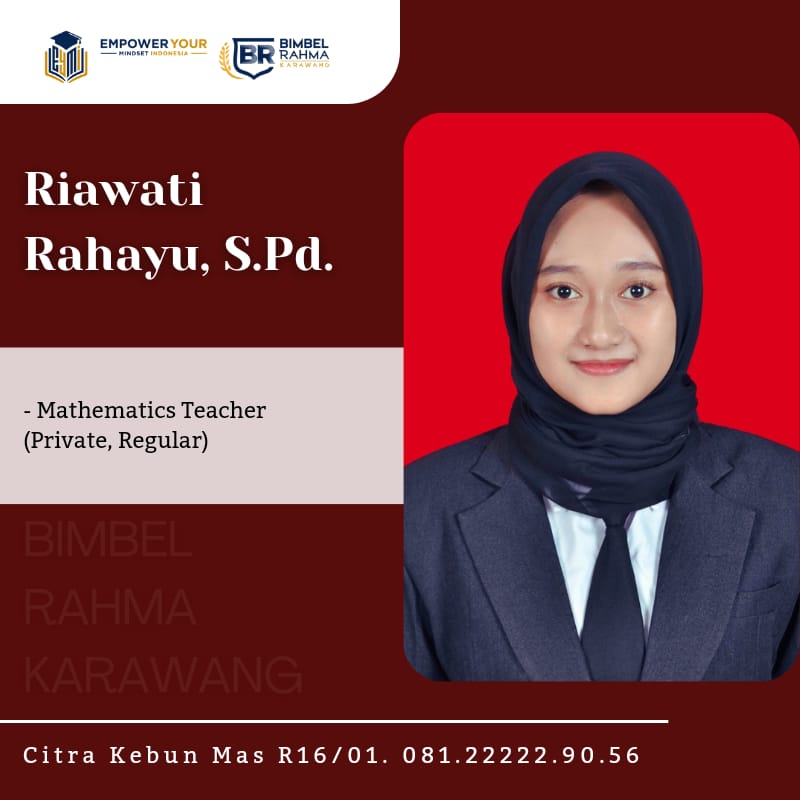 EMPOWER YOUR
MINDSET INDONESIA
BR
BIMBEL
RAHMA
KARAWANG
Riawati
Rahayu, S.Pd.
- Mathematics Teacher
(Private, Regular)
BIMBEL
RAHMA
KARAWANG
Citra Kebun Mas R16/01. 081.22222.90.56